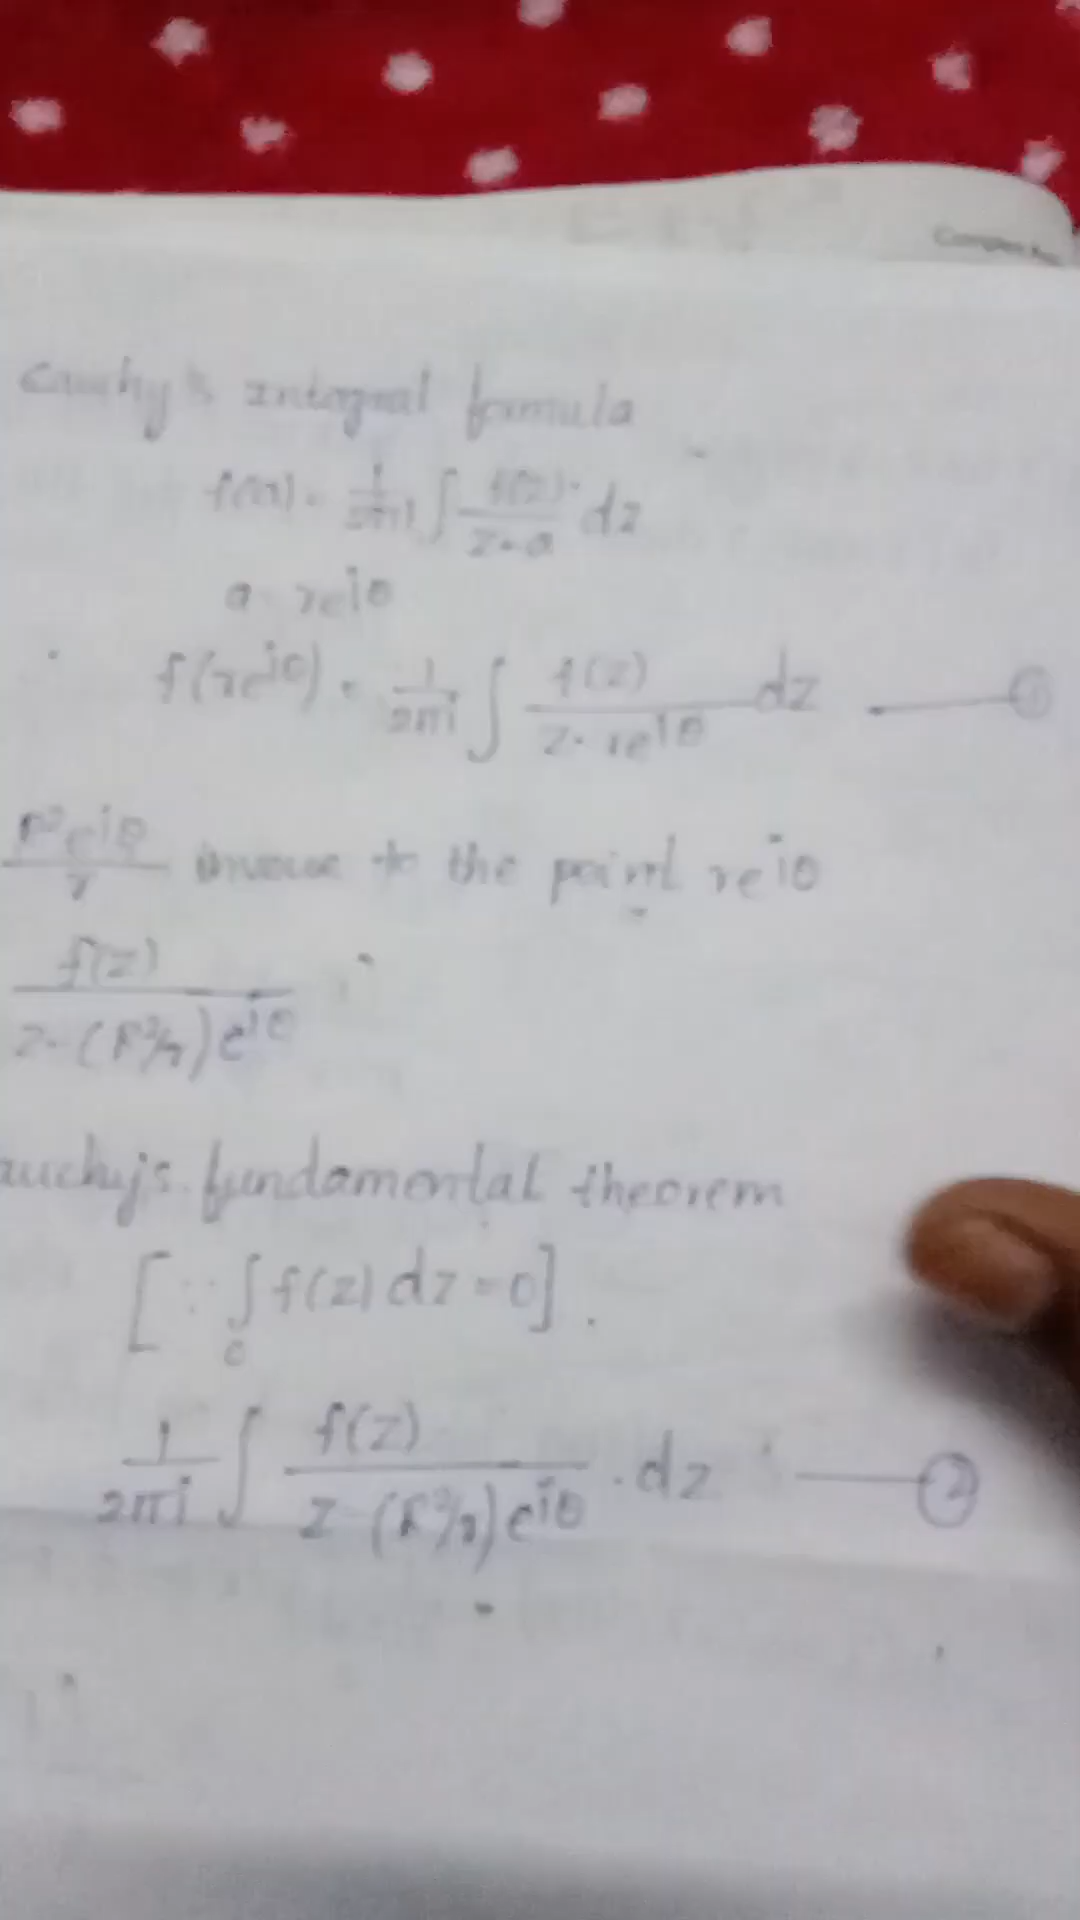 Cauchy's Integral formula
f(a) = 1/2πi ∫ f(z)/z-a dz
a = re^iθ
f(re^iθ) = 1/2πi ∫ f(z)/z-re^iθ dz —— ①
R²e^iθ/r inverse to the point re^iθ
f(z)/z-(R²/r)e^iθ
auchy's fundamental theorem
[∵ ∫c f(z) dz = 0].
1/2πi ∫ f(z)/z-(R²/r)e^iθ . dz —— ②